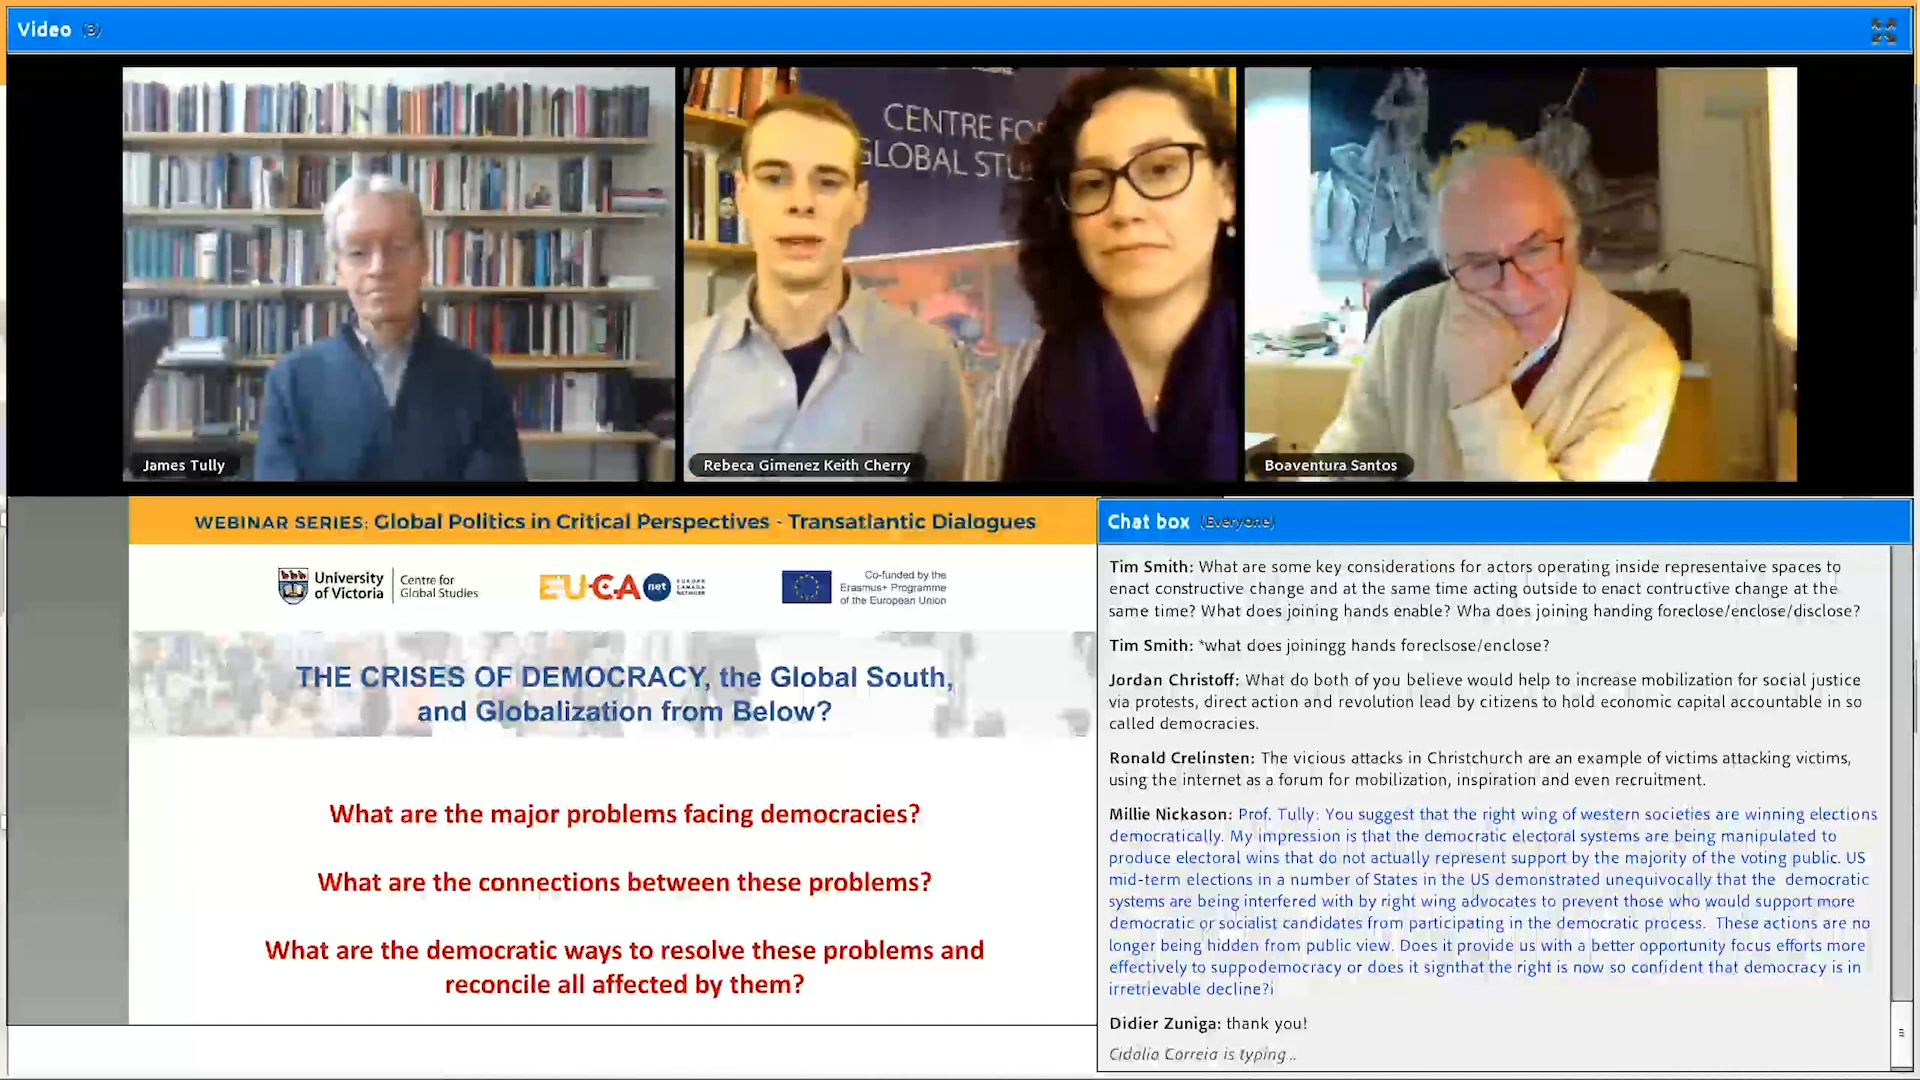 Video (3)
CENTRE FO
GLOBAL STU
James Tully
Rebeca Gimenez Keith Cherry
Boaventura Santos
WEBINAR SERIES: Global Politics in Critical Perspectives - Transatlantic Dialogues
University
of Victoria
Centre for
Global Studies
EU-CA net
EUROPE
CANADA
NETWORK
Co-funded by the
Erasmus+ Programme
of the European Union
THE CRISES OF DEMOCRACY, the Global South,
and Globalization from Below?
What are the major problems facing democracies?
What are the connections between these problems?
What are the democratic ways to resolve these problems and
reconcile all affected by them?
Chat box (Everyone)
Tim Smith: What are some key considerations for actors operating inside representaive spaces to
enact constructive change and at the same time acting outside to enact contructive change at the
same time? What does joining hands enable? Wha does joining handing foreclose/enclose/disclose?
Tim Smith: *what does joiningg hands foreclsose/enclose?
Jordan Christoff: What do both of you believe would help to increase mobilization for social justice
via protests, direct action and revolution lead by citizens to hold economic capital accountable in so
called democracies.
Ronald Crelinsten: The vicious attacks in Christchurch are an example of victims attacking victims,
using the internet as a forum for mobilization, inspiration and even recruitment.
Millie Nickason: Prof. Tully: You suggest that the right wing of western societies are winning elections
democratically. My impression is that the democratic electoral systems are being manipulated to
produce electoral wins that do not actually represent support by the majority of the voting public. US
mid-term elections in a number of States in the US demonstrated unequivocally that the democratic
systems are being interfered with by right wing advocates to prevent those who would support more
democratic or socialist candidates from participating in the democratic process. These actions are no
longer being hidden from public view. Does it provide us with a better opportunity focus efforts more
effectively to suppodemocracy or does it signthat the right is now so confident that democracy is in
irretrievable decline?i
Didier Zuniga: thank you!
Cidalia Correia is typing..